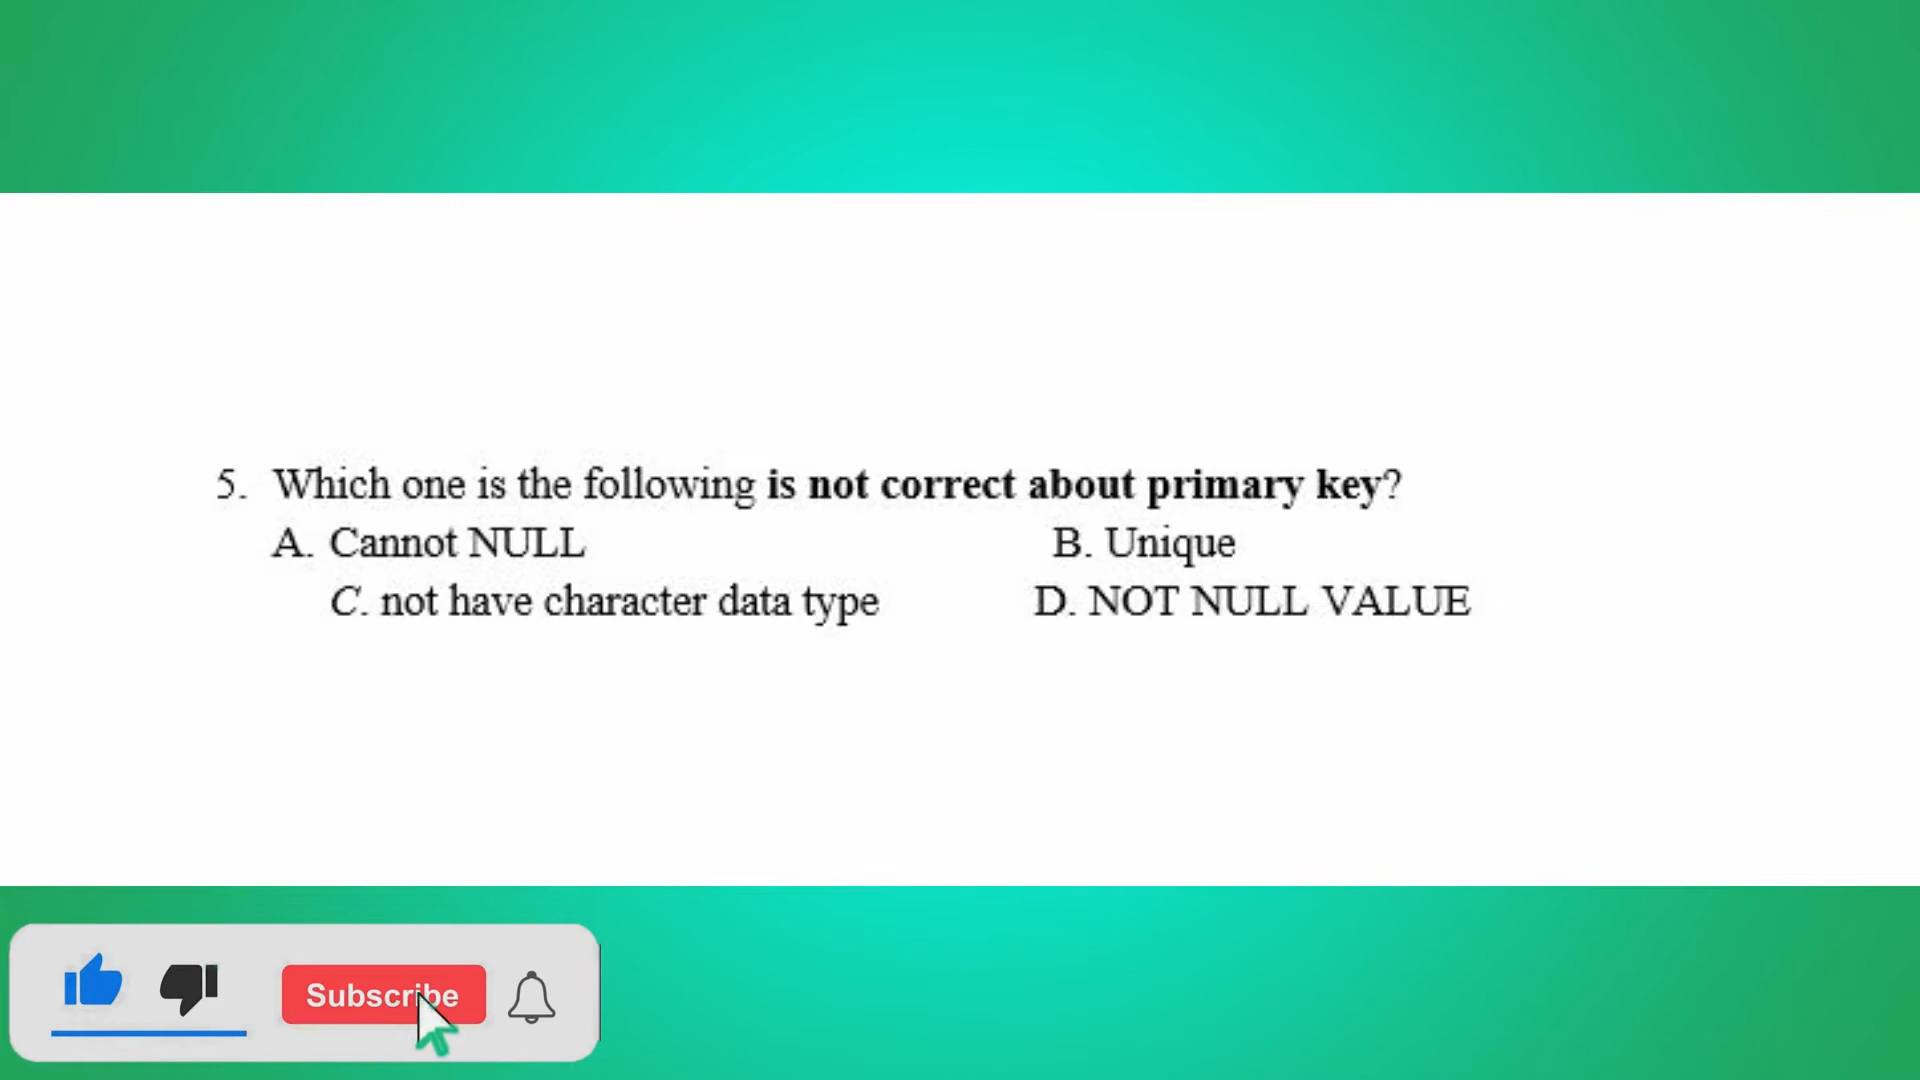 5. Which one is the following is not correct about primary key?
A. Cannot NULL B. Unique
C. not have character data type D. NOT NULL VALUE
Subscribe